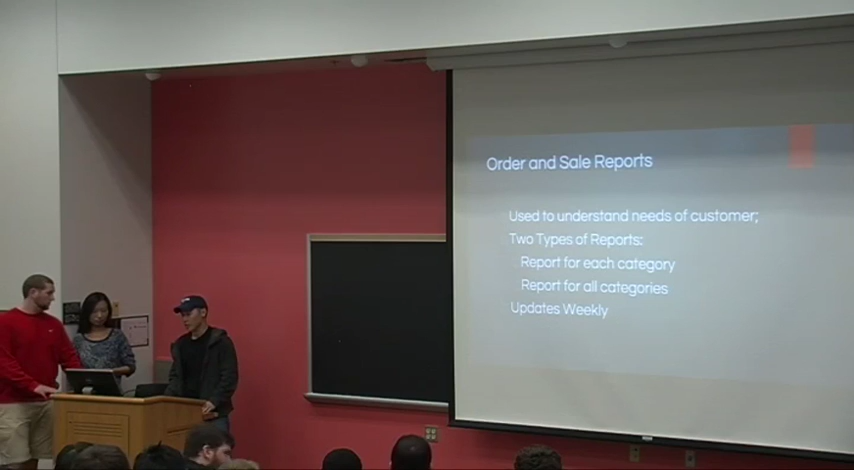 Order and Sale Reports
Used to understand needs of customer;
Two Types of Reports:
Report for each category
Report for all categories
Updates Weekly